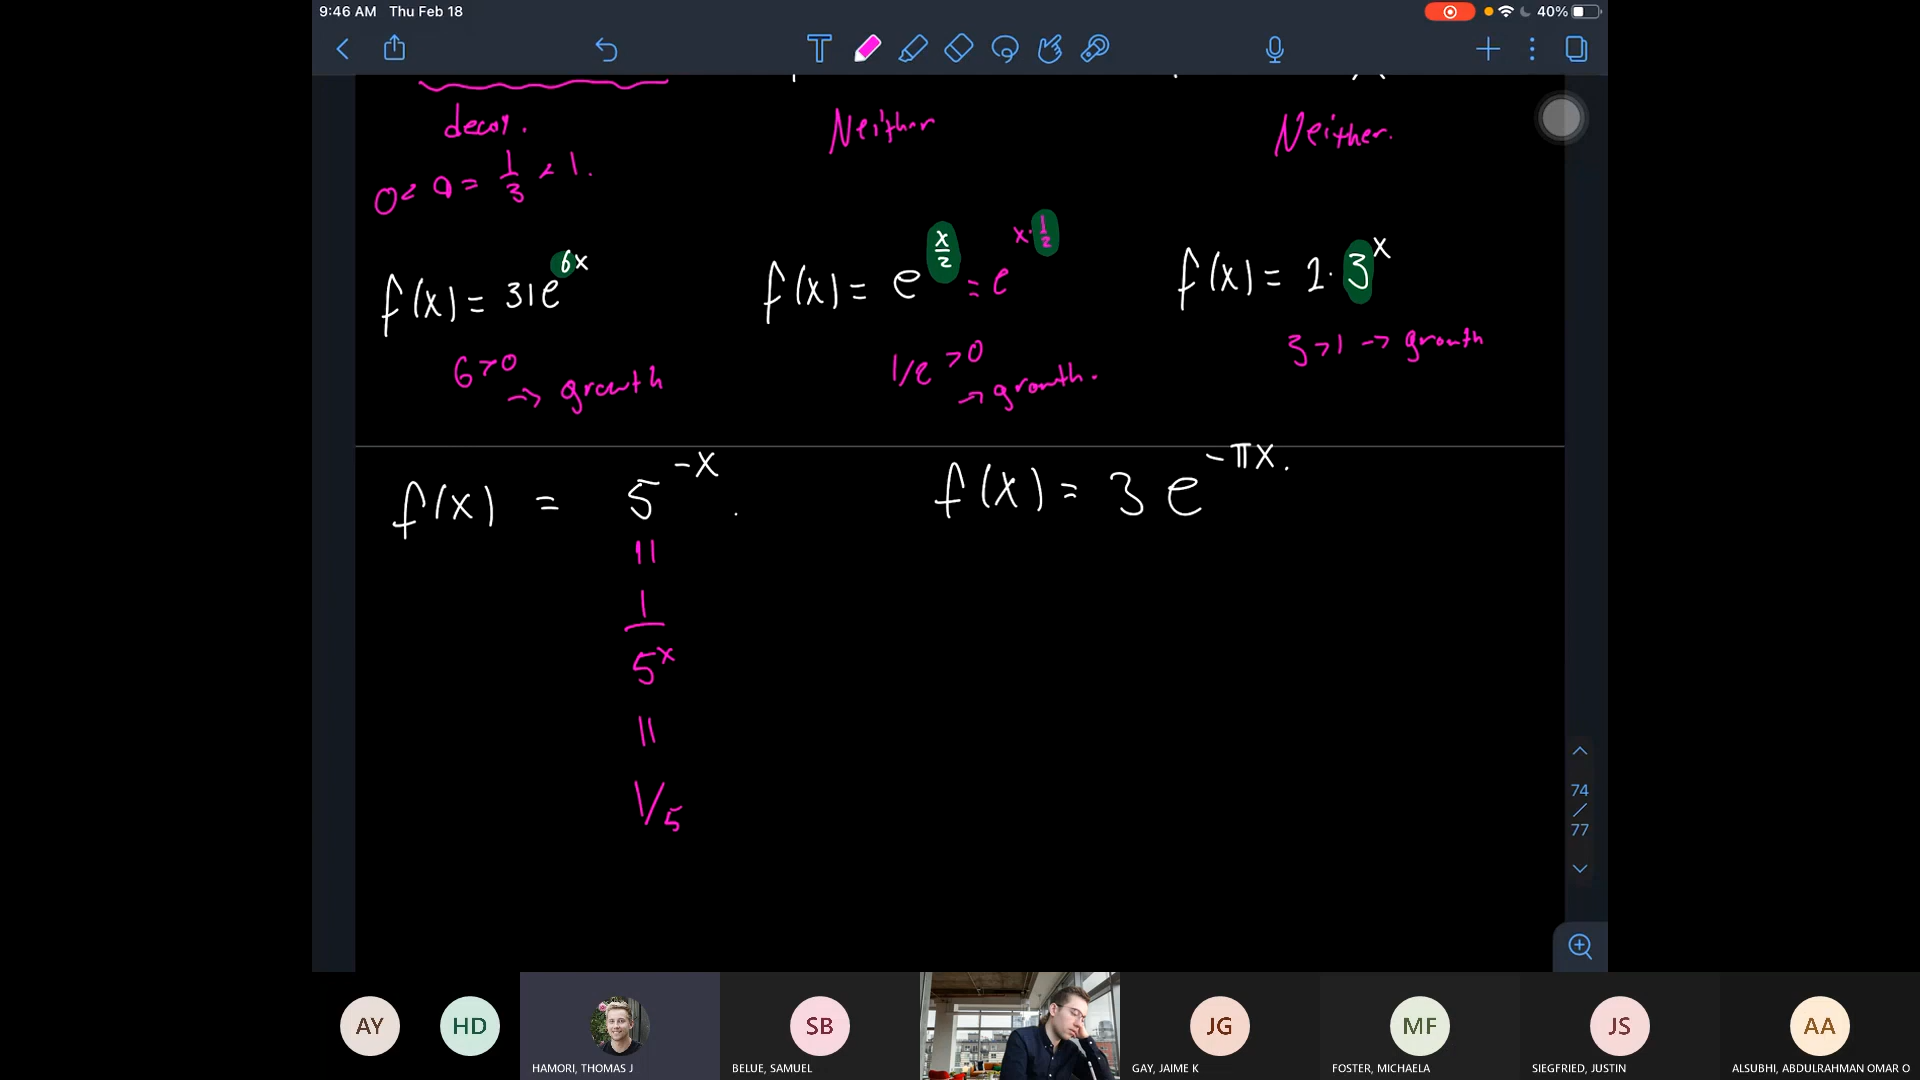 9:46 AM Thu Feb 18
40%
decay.
Neither
Neither.
0 < a = 1/3 < 1.
f(x) = 31e^6x
f(x) = e^x/2 = e^x·1/2
f(x) = 2·3^x
6 > 0
→ growth
1/2 > 0
→ growth.
3 > 1 → growth
f(x) = 5^-x.
f(x) = 3e^-πx.
=
1/5^x
=
1/5
74
/
77
AY
HD
SB
JG
MF
JS
AA
HAMORI, THOMAS J
BELUE, SAMUEL
GAY, JAIME K
FOSTER, MICHAELA
SIEGFRIED, JUSTIN
ALSUBHI, ABDULRAHMAN OMAR O